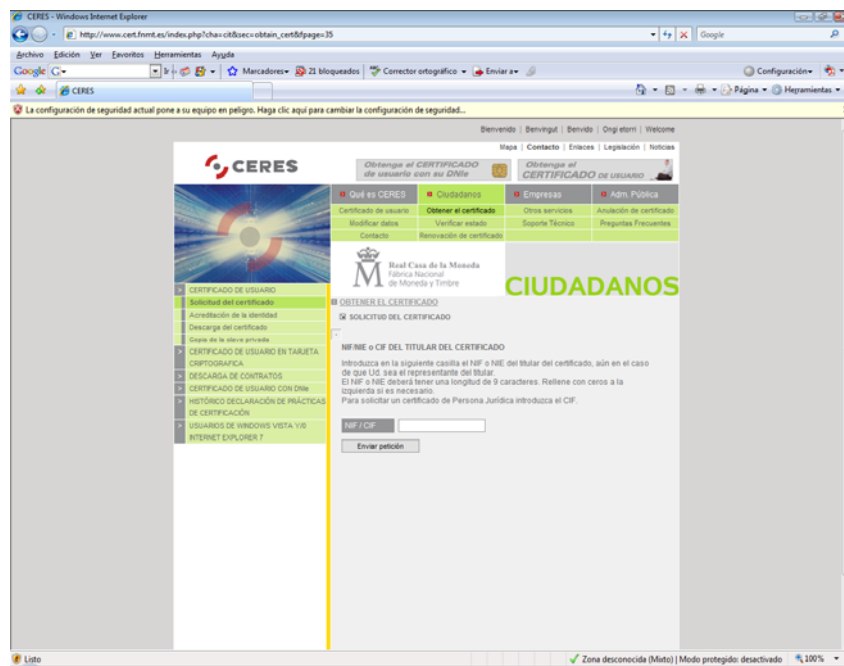 CERES - Windows Internet Explorer
http://www.cert.fnmt.es/index.php?cha=cit&sec=obtain_cert&fpage=35
Google
Archivo Edición Ver Favoritos Herramientas Ayuda
Google G Ir Marcadores 21 bloqueados Corrector ortográfico Enviar a Configuración
CERES Página Herramientas
La configuración de seguridad actual pone a su equipo en peligro. Haga clic aquí para cambiar la configuración de seguridad...
Bienvenido | Benvingut | Benvido | Ongi etorri | Welcome
Mapa | Contacto | Enlaces | Legislación | Noticias
CERES
Obtenga el CERTIFICADO
de usuario con su DNIe
Obtenga el
CERTIFICADO DE USUARIO
Qué es CERES Ciudadanos Empresas Adm. Pública
Certificado de usuario Obtener el certificado Otros servicios Anulación de certificado
Modificar datos Verificar estado Soporte Técnico Preguntas Frecuentes
Contacto Renovación de certificado
Real Casa de la Moneda
Fábrica Nacional
de Moneda y Timbre
CIUDADANOS
CERTIFICADO DE USUARIO
Solicitud del certificado
Acreditación de la identidad
Descarga del certificado
Copia de la clave privada
CERTIFICADO DE USUARIO EN TARJETA
CRIPTOGRAFICA
DESCARGA DE CONTRATOS
CERTIFICADO DE USUARIO CON DNIe
HISTÓRICO DECLARACIÓN DE PRÁCTICAS
DE CERTIFICACIÓN
USUARIOS DE WINDOWS VISTA Y/O
INTERNET EXPLORER 7
OBTENER EL CERTIFICADO
SOLICITUD DEL CERTIFICADO
NIF/NIE o CIF DEL TITULAR DEL CERTIFICADO
Introduzca en la siguiente casilla el NIF o NIE del titular del certificado, aún en el caso
de que Ud. sea el representante del titular.
El NIF o NIE deberá tener una longitud de 9 caracteres. Rellene con ceros a la
izquierda si es necesario.
Para solicitar un certificado de Persona Jurídica introduzca el CIF.
NIF / CIF
Enviar petición
Listo
Zona desconocida (Mixto) | Modo protegido: desactivado
100%